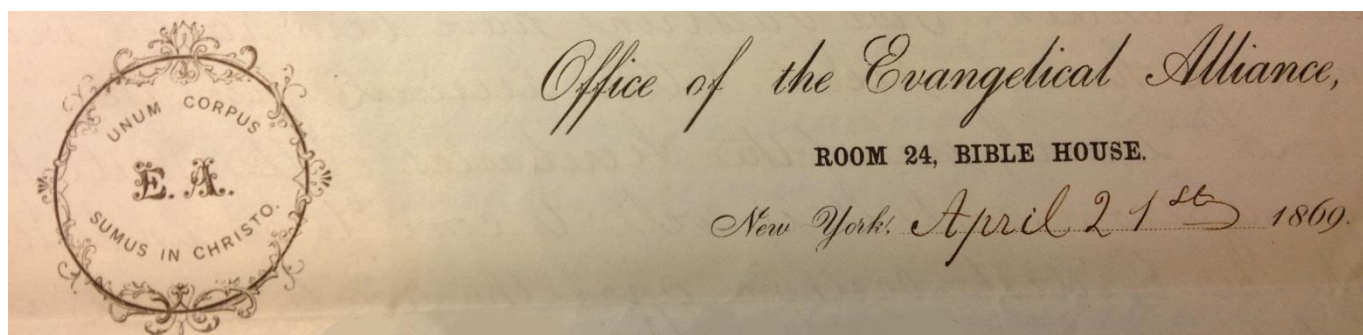 UNUM CORPUS
E. A.
SUMUS IN CHRISTO.
Office of the Evangelical Alliance,
ROOM 24, BIBLE HOUSE.
New York, April 21st 1869.